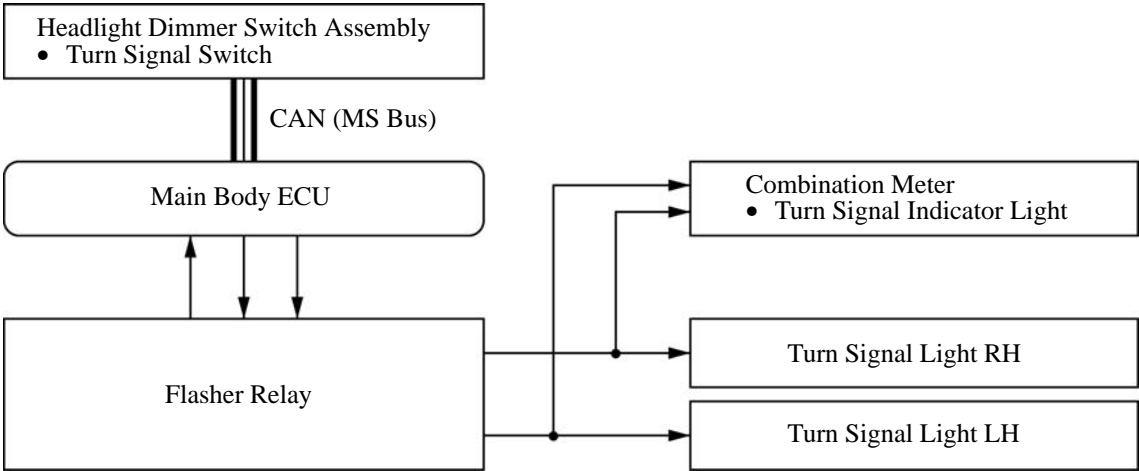 Headlight Dimmer Switch Assembly
• Turn Signal Switch
CAN (MS Bus)
Main Body ECU
Combination Meter
• Turn Signal Indicator Light
Flasher Relay
Turn Signal Light RH
Turn Signal Light LH